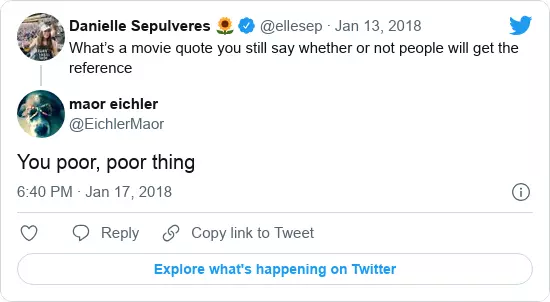 Danielle Sepulveres 🌻 @ellesep · Jan 13, 2018
What's a movie quote you still say whether or not people will get the
reference
maor eichler
@EichlerMaor
You poor, poor thing
6:40 PM · Jan 17, 2018
Reply
Copy link to Tweet
Explore what's happening on Twitter